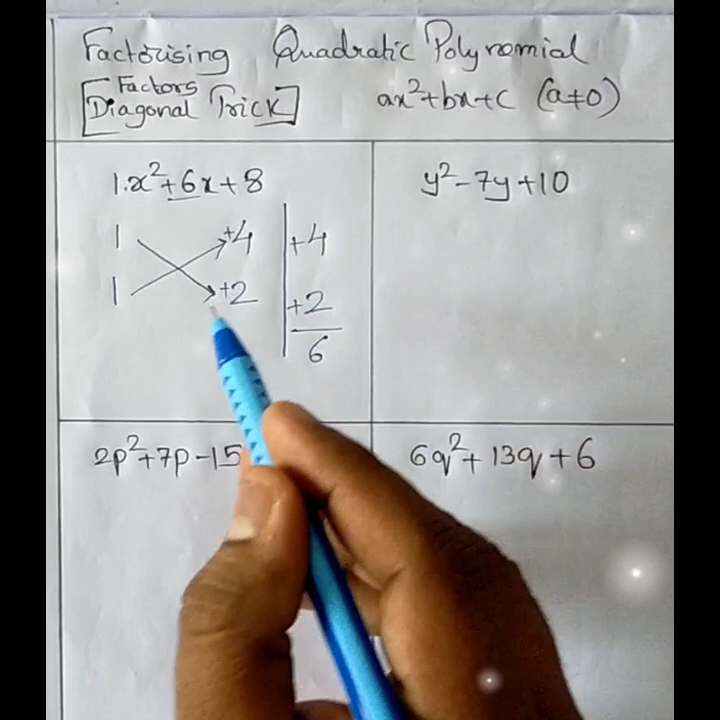 Factorising Quadratic Polynomial
[Factors Diagonal Trick] ax²+bx+c (a≠0)
1.x²+6x+8
1 +4 +4
1 +2 +2
6
y²-7y+10
2p²+7p-15
6q²+13q+6